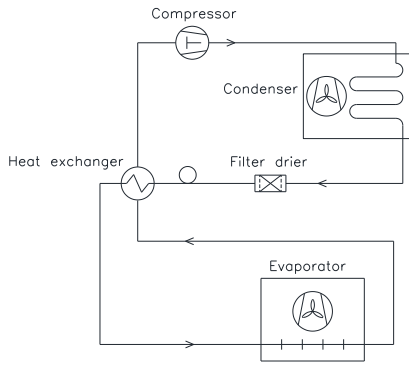 Compressor
Condenser
Heat exchanger
Filter drier
Evaporator